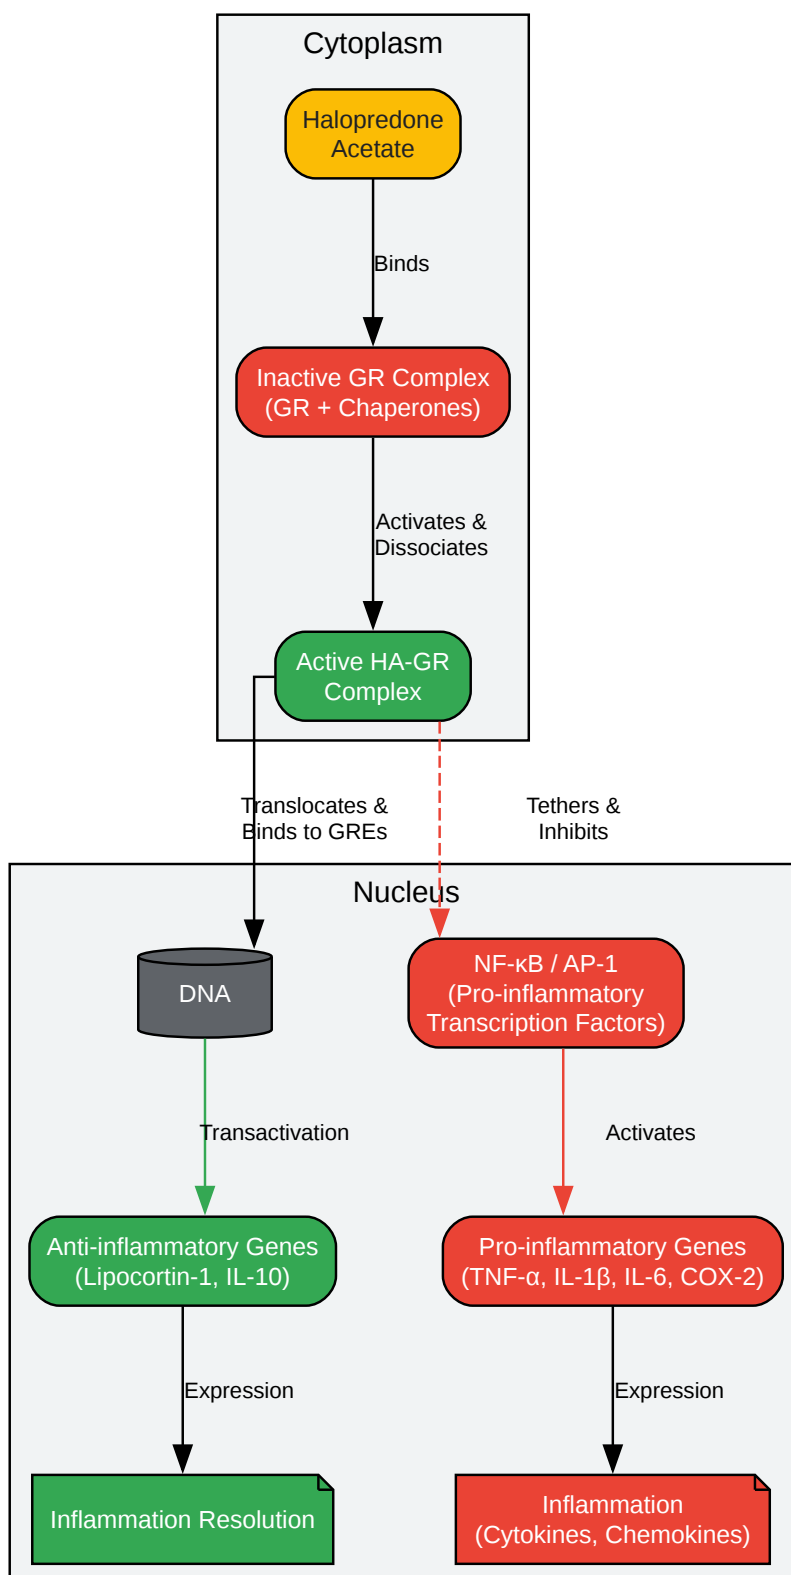 Cytoplasm
Halopredone
Acetate
Binds
Inactive GR Complex
(GR + Chaperones)
Activates &
Dissociates
Active HA-GR
Complex
Translocates &
Binds to GREs
Tethers &
Inhibits
Nucleus
DNA
NF-κB / AP-1
(Pro-inflammatory
Transcription Factors)
Transactivation
Activates
Anti-inflammatory Genes
(Lipocortin-1, IL-10)
Pro-inflammatory Genes
(TNF-α, IL-1β, IL-6, COX-2)
Expression
Expression
Inflammation Resolution
Inflammation
(Cytokines, Chemokines)